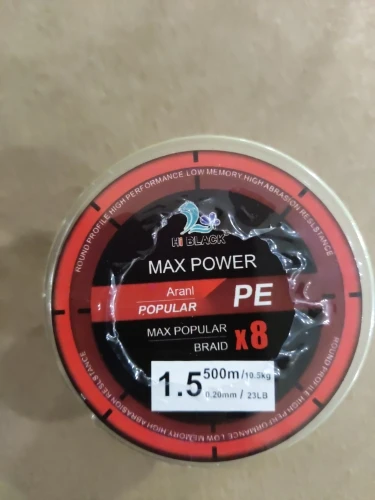 ROUND PROFILE HIGH PERFORMANCE LOW MEMORY.HIGH ABRASION RESISTANCE
Hi BLACK
MAX POWER
Aranl
POPULAR
PE
MAX POPULAR
BRAID X8
1.5 500m/10.5kg
0.20mm / 23LB
ROUND PROFILE HIGH PERFORMANCE LOW MEMORY HIGH ABRASION RESISTANCE